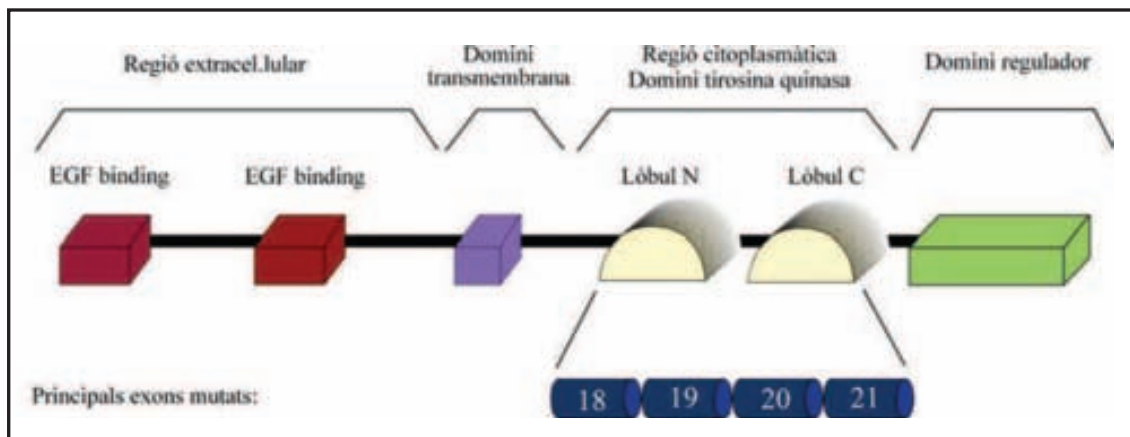 Regió extracel.lular
Domini
transmembrana
Regió citoplasmàtica
Domini tirosina quinasa
Domini regulador
EGF binding
EGF binding
Lòbul N
Lòbul C
Principals exons mutats:
18
19
20
21